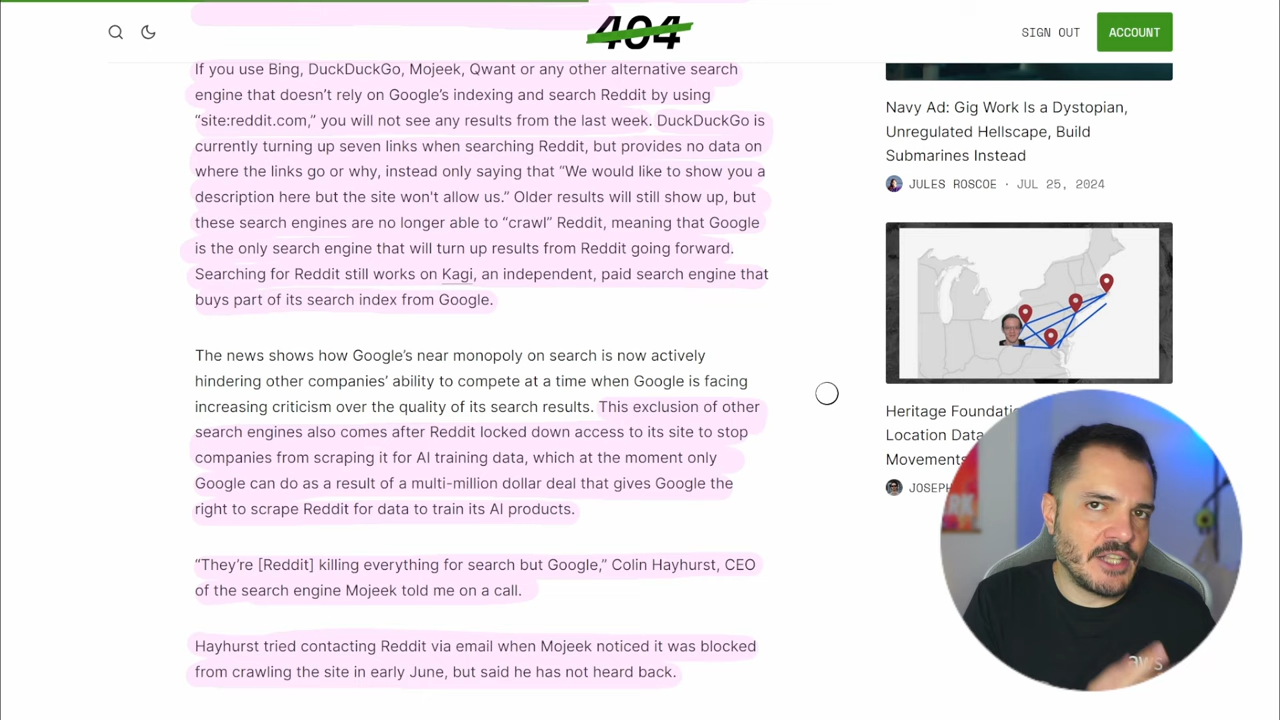 404
SIGN OUT
ACCOUNT
If you use Bing, DuckDuckGo, Mojeek, Qwant or any other alternative search
engine that doesn't rely on Google's indexing and search Reddit by using
“site:reddit.com,” you will not see any results from the last week. DuckDuckGo is
currently turning up seven links when searching Reddit, but provides no data on
where the links go or why, instead only saying that “We would like to show you a
description here but the site won't allow us.” Older results will still show up, but
these search engines are no longer able to “crawl” Reddit, meaning that Google
is the only search engine that will turn up results from Reddit going forward.
Searching for Reddit still works on Kagi, an independent, paid search engine that
buys part of its search index from Google.
The news shows how Google's near monopoly on search is now actively
hindering other companies' ability to compete at a time when Google is facing
increasing criticism over the quality of its search results. This exclusion of other
search engines also comes after Reddit locked down access to its site to stop
companies from scraping it for AI training data, which at the moment only
Google can do as a result of a multi-million dollar deal that gives Google the
right to scrape Reddit for data to train its AI products.
“They're [Reddit] killing everything for search but Google,” Colin Hayhurst, CEO
of the search engine Mojeek told me on a call.
Hayhurst tried contacting Reddit via email when Mojeek noticed it was blocked
from crawling the site in early June, but said he has not heard back.
Navy Ad: Gig Work Is a Dystopian,
Unregulated Hellscape, Build
Submarines Instead
JULES ROSCOE · JUL 25, 2024
Heritage Foundatio
Location Data
Movements
JOSEPH